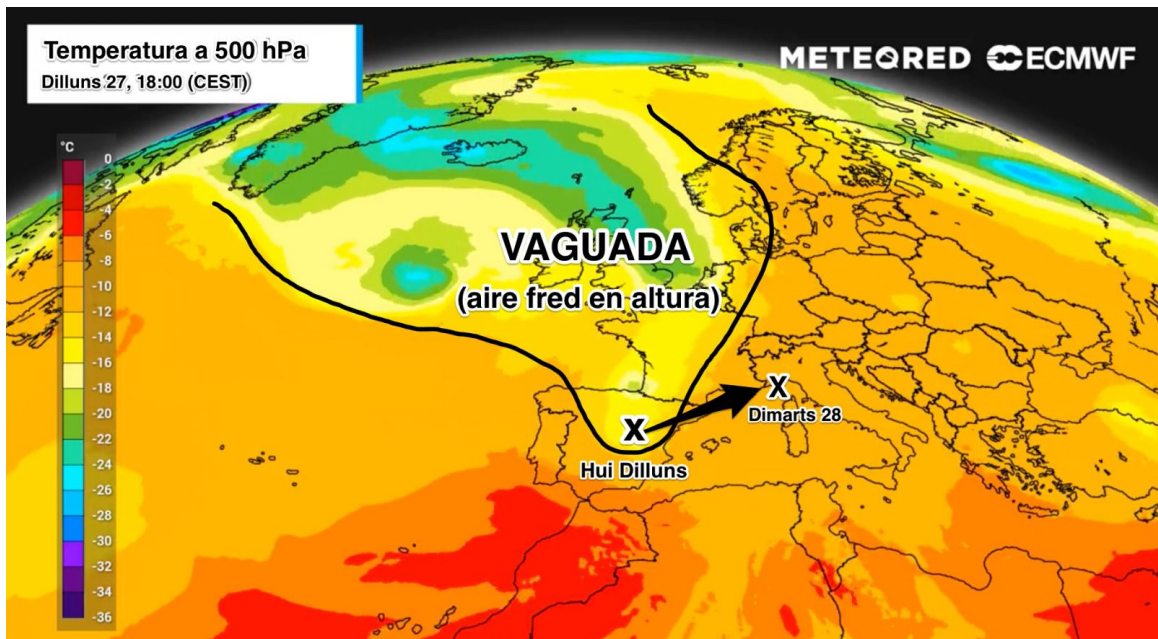 Temperatura a 500 hPa
Dilluns 27, 18:00 (CEST)
METEORED ECMWF
°C
0
-2
-4
-6
-8
-10
-12
-14
-16
-18
-20
-22
-24
-26
-28
-30
-32
-34
-36
VAGUADA
(aire fred en altura)
X
Dimarts 28
X
Hui Dilluns